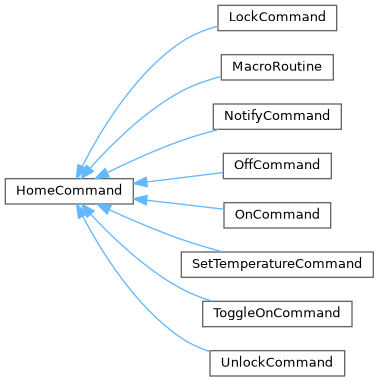 LockCommand
MacroRoutine
NotifyCommand
OffCommand
HomeCommand
OnCommand
SetTemperatureCommand
ToggleOnCommand
UnlockCommand